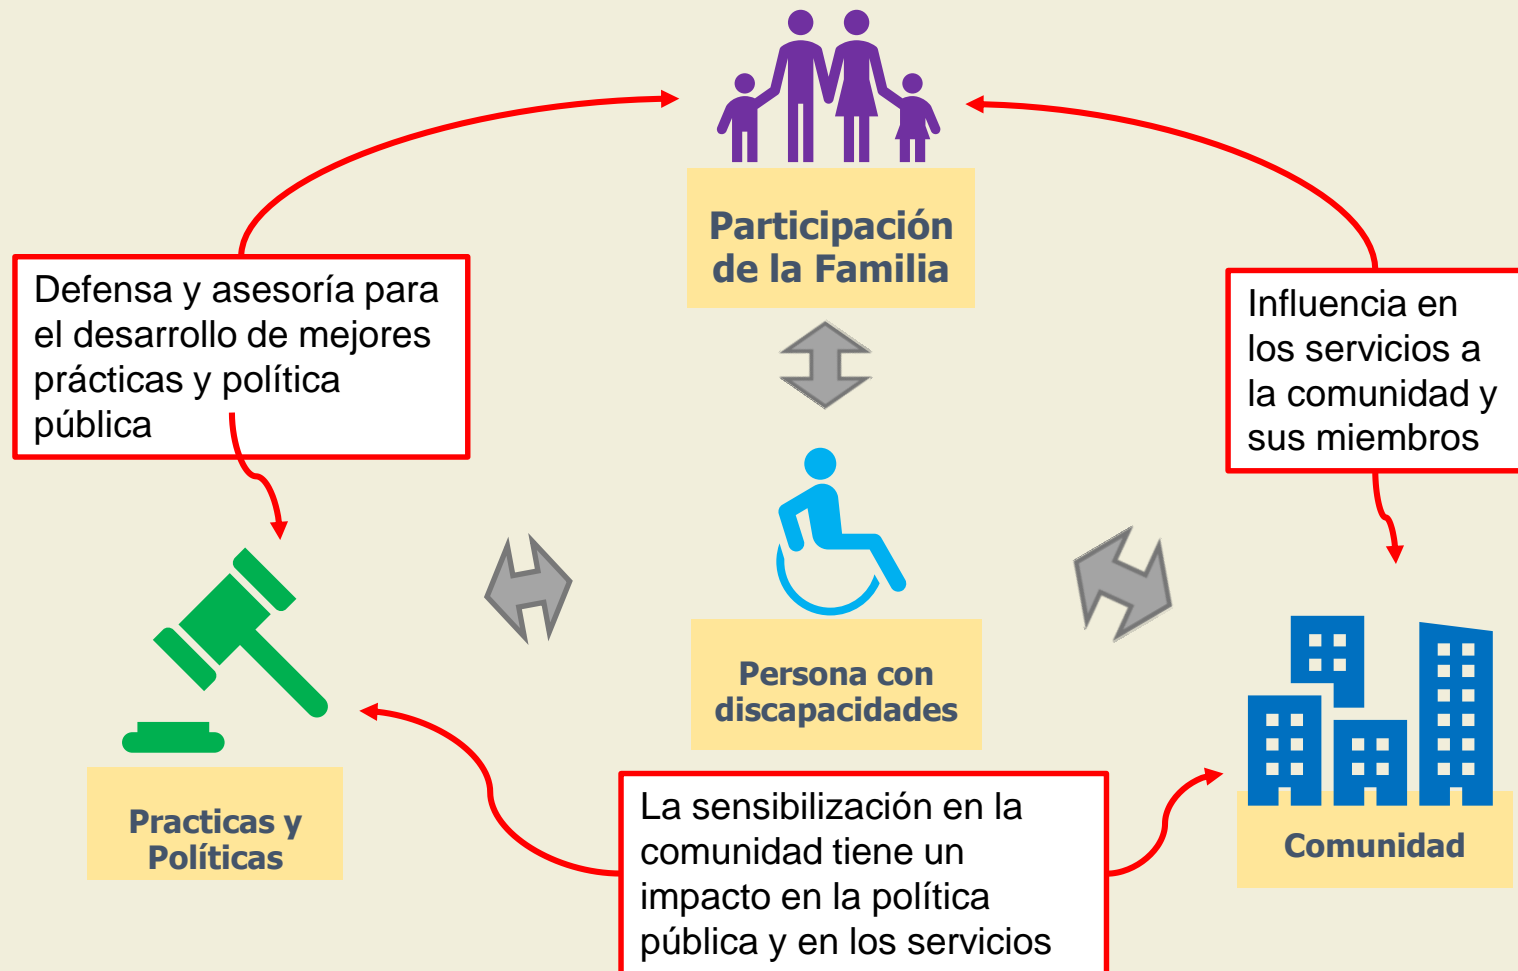 Participación
de la Familia
Defensa y asesoría para
el desarrollo de mejores
prácticas y política
pública
Influencia en
los servicios a
la comunidad y
sus miembros
Persona con
discapacidades
Practicas y
Políticas
La sensibilización en la
comunidad tiene un
impacto en la política
pública y en los servicios
Comunidad